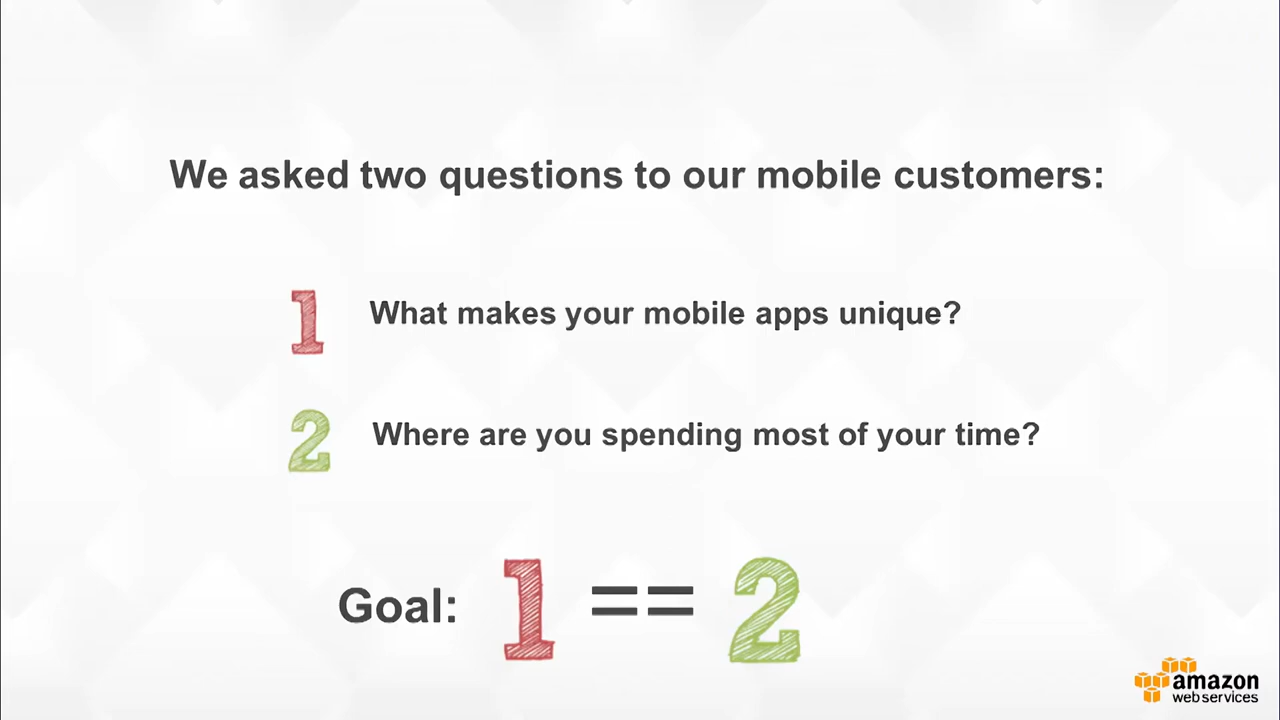 We asked two questions to our mobile customers:
1 What makes your mobile apps unique?
2 Where are you spending most of your time?
Goal: 1 == 2
amazon
web services